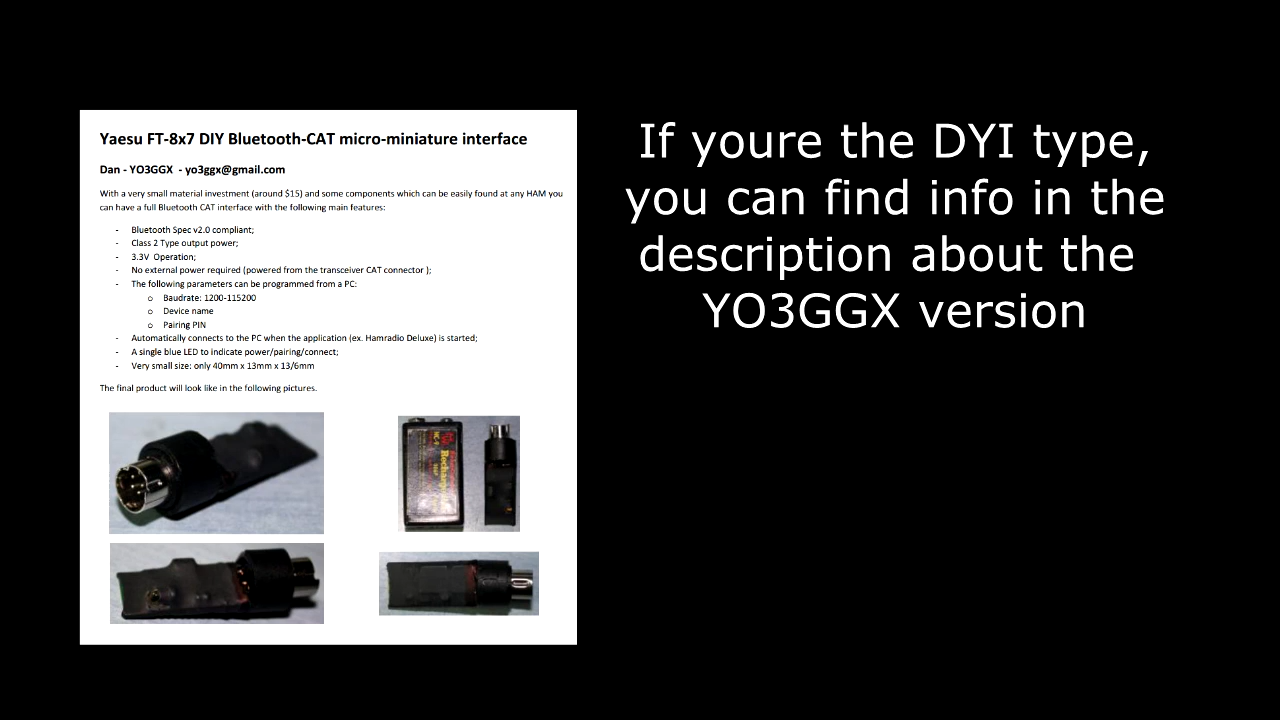 Yaesu FT-8x7 DIY Bluetooth-CAT micro-miniature interface
Dan - YO3GGX - yo3ggx@gmail.com
With a very small material investment (around $15) and some components which can be easily found at any HAM you
can have a full Bluetooth CAT interface with the following main features:
- Bluetooth Spec v2.0 compliant;
- Class 2 Type output power;
- 3.3V Operation;
- No external power required (powered from the transceiver CAT connector );
- The following parameters can be programmed from a PC:
o Baudrate: 1200-115200
o Device name
o Pairing PIN
- Automatically connects to the PC when the application (ex. Hamradio Deluxe) is started;
- A single blue LED to indicate power/pairing/connect;
- Very small size: only 40mm x 13mm x 13/6mm
The final product will look like in the following pictures.
If youre the DYI type,
you can find info in the
description about the
YO3GGX version